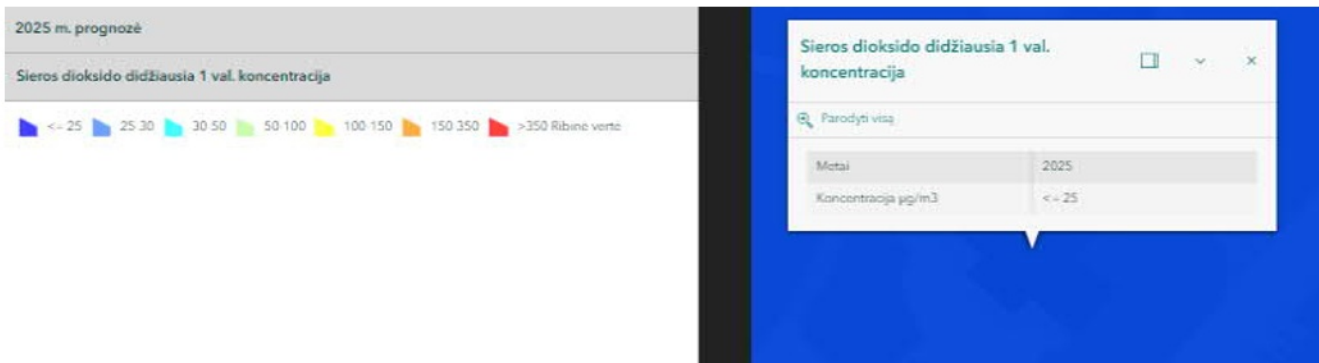 2025 m. prognozė
Sieros dioksido didžiausia 1 val. koncentracija
<= 25 25-30 30-50 50-100 100-150 150-350 >350 Ribinė vertė
Sieros dioksido didžiausia 1 val.
koncentracija
Parodyti visą
Metai 2025
Koncentracija µg/m3 <= 25